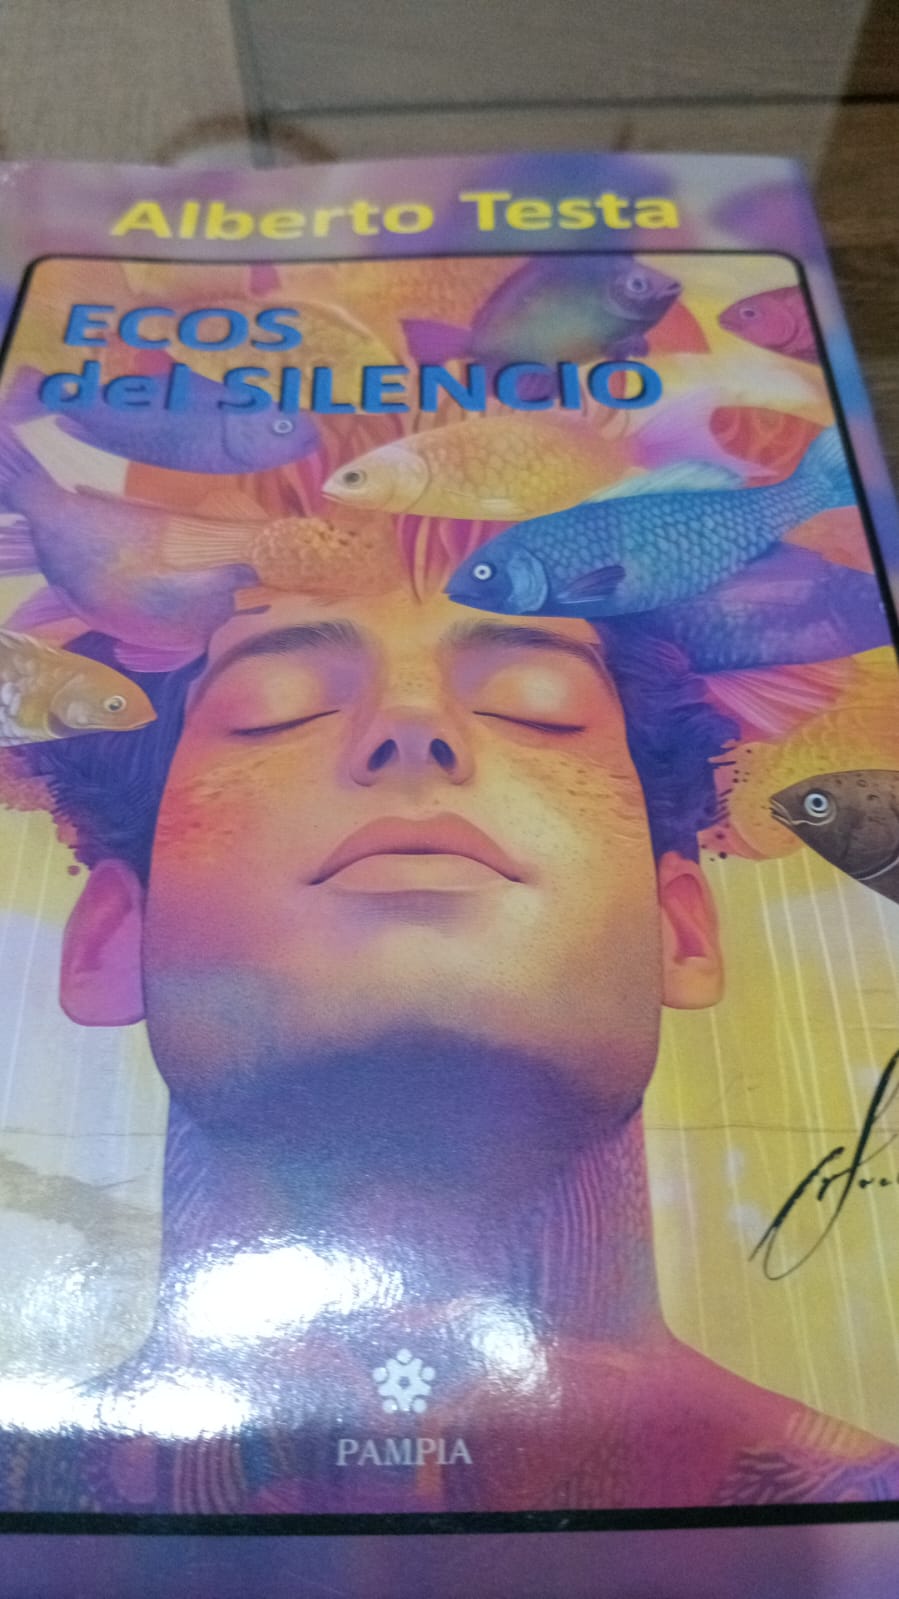 Alberto Testa
ECOS
del SILENCIO
PAMPIA